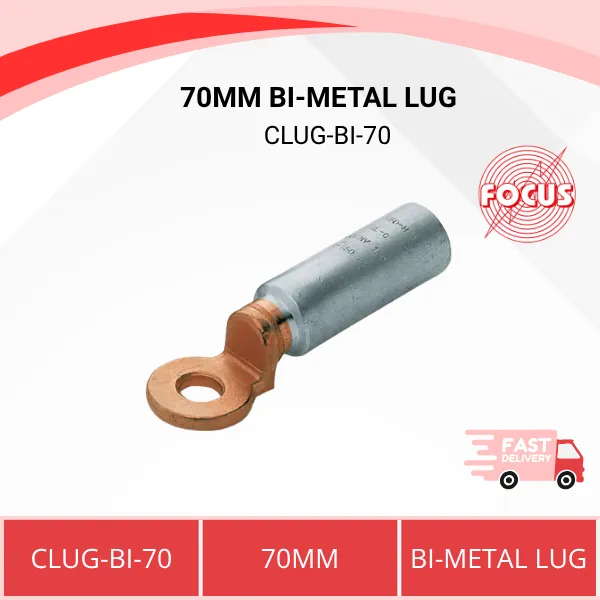 70MM BI-METAL LUG
CLUG-BI-70
FOCUS
FAST
DELIVERY
CLUG-BI-70
70MM
BI-METAL LUG